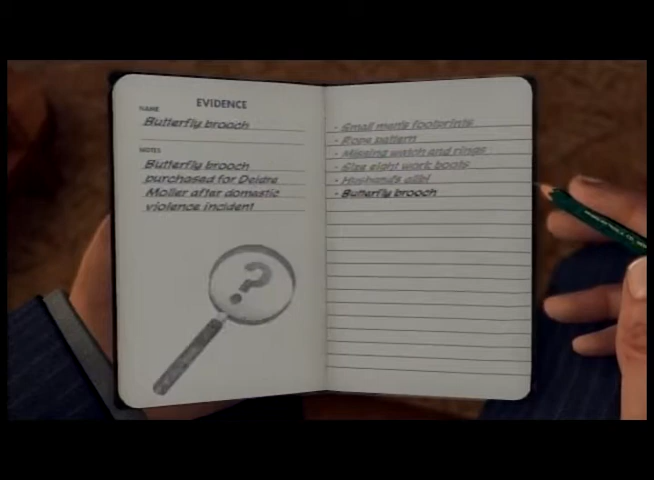 EVIDENCE
NAME
Butterfly brooch
NOTES
Butterfly brooch
purchased for Deidre
Moller after domestic
violence incident
?
- Small men's footprints
- Rope pattern
- Missing watch and rings
- Size eight work boots
- Husband's alibi
- Butterfly brooch